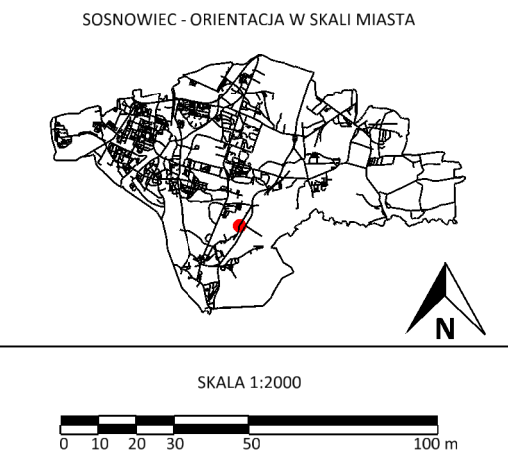 SOSNOWIEC - ORIENTACJA W SKALI MIASTA
N
SKALA 1:2000
0 10 20 30 50 100 m